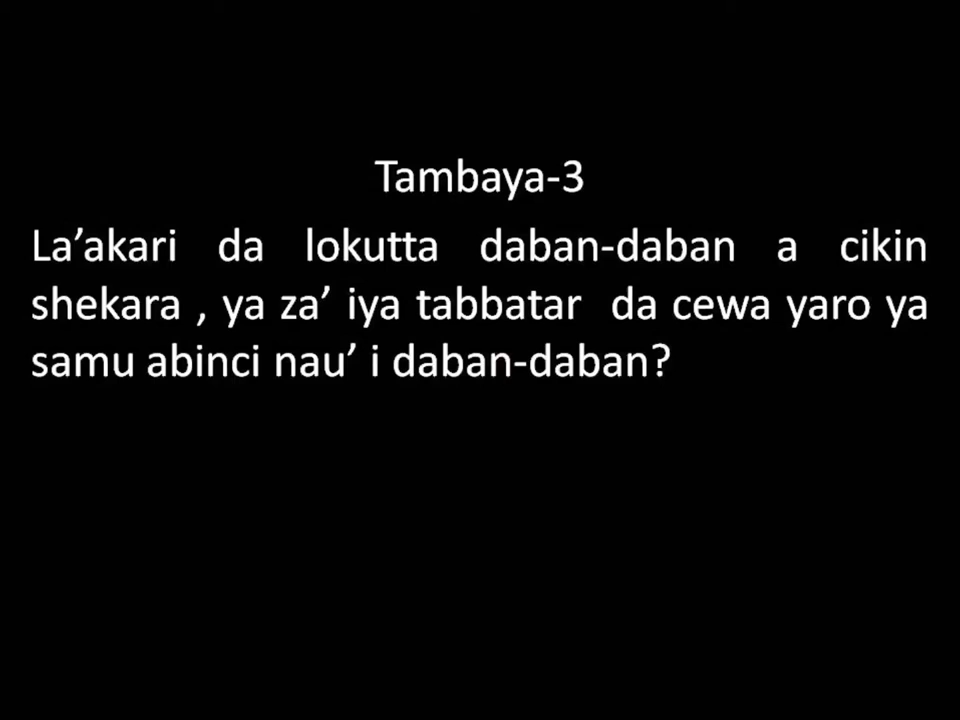 Tambaya-3
La’akari da lokutta daban-daban a cikin
shekara , ya za’ iya tabbatar da cewa yaro ya
samu abinci nau’ i daban-daban?